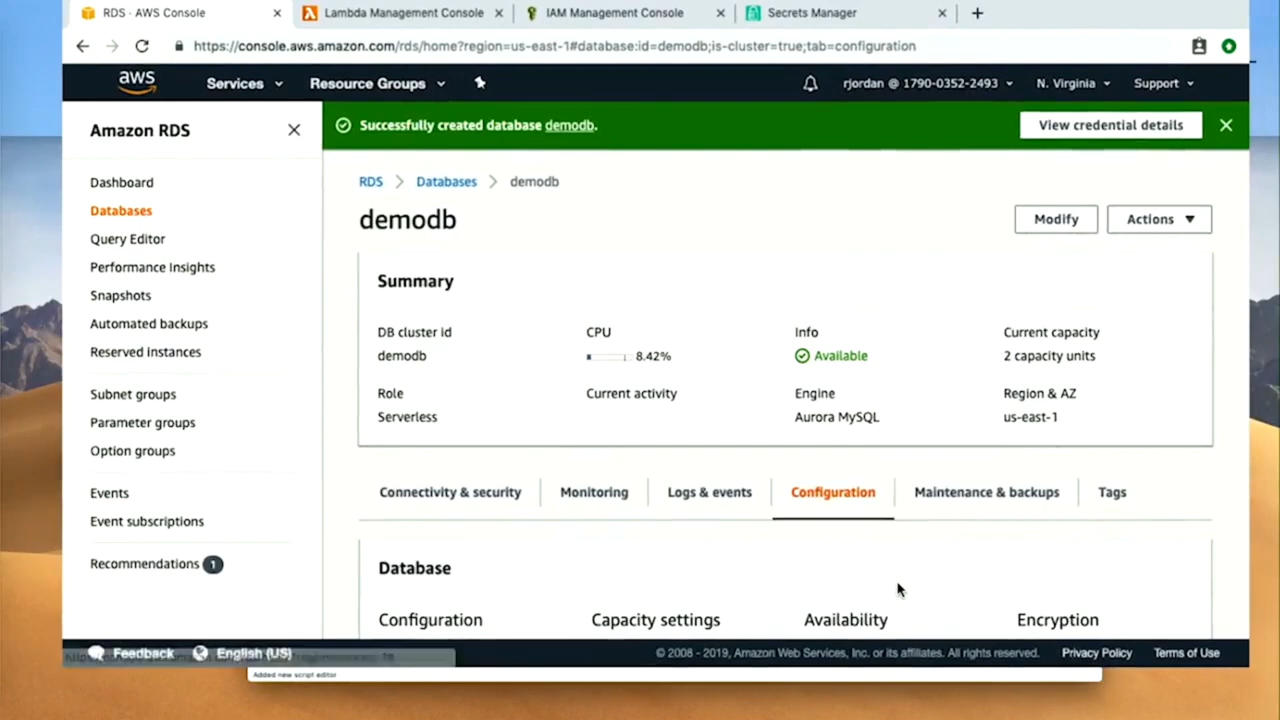 RDS · AWS Console
Lambda Management Console
IAM Management Console
Secrets Manager
https://console.aws.amazon.com/rds/home?region=us-east-1#database:id=demodb;is-cluster=true;tab=configuration
aws
Services
Resource Groups
rjordan @ 1790-0352-2493
N. Virginia
Support
Amazon RDS
Successfully created database demodb.
View credential details
Dashboard
Databases
Query Editor
Performance Insights
Snapshots
Automated backups
Reserved instances
Subnet groups
Parameter groups
Option groups
Events
Event subscriptions
Recommendations 1
RDS > Databases > demodb
demodb
Modify
Actions
Summary
DB cluster id
demodb
CPU
8.42%
Info
Available
Current capacity
2 capacity units
Role
Serverless
Current activity
Engine
Aurora MySQL
Region & AZ
us-east-1
Connectivity & security
Monitoring
Logs & events
Configuration
Maintenance & backups
Tags
Database
Configuration
Capacity settings
Availability
Encryption
Feedback
English (US)
© 2008 - 2019, Amazon Web Services, Inc. or its affiliates. All rights reserved.
Privacy Policy
Terms of Use
Added new script editor